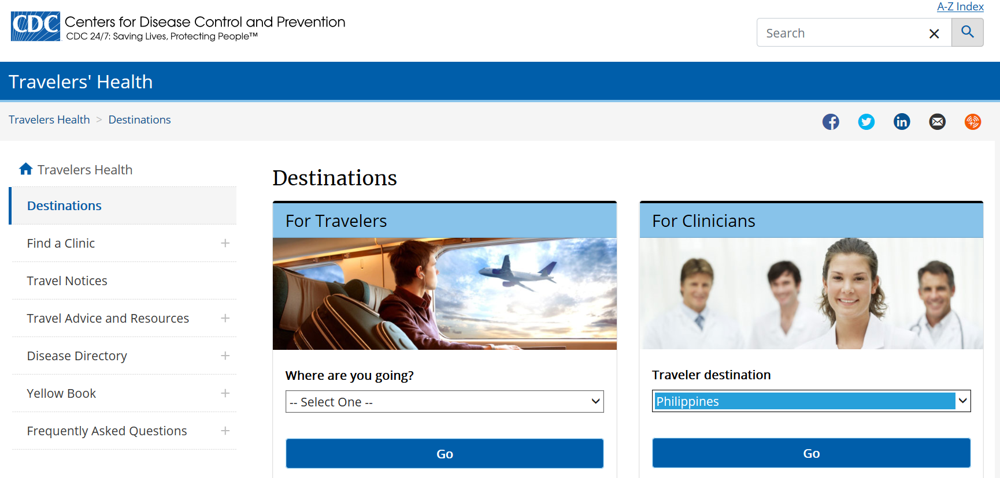 A-Z Index
CDC Centers for Disease Control and Prevention
CDC 24/7: Saving Lives, Protecting People™
Search
Travelers' Health
Travelers Health > Destinations
Travelers Health
Destinations
Find a Clinic
Travel Notices
Travel Advice and Resources
Disease Directory
Yellow Book
Frequently Asked Questions
Destinations
For Travelers
Where are you going?
-- Select One --
Go
For Clinicians
Traveler destination
Philippines
Go